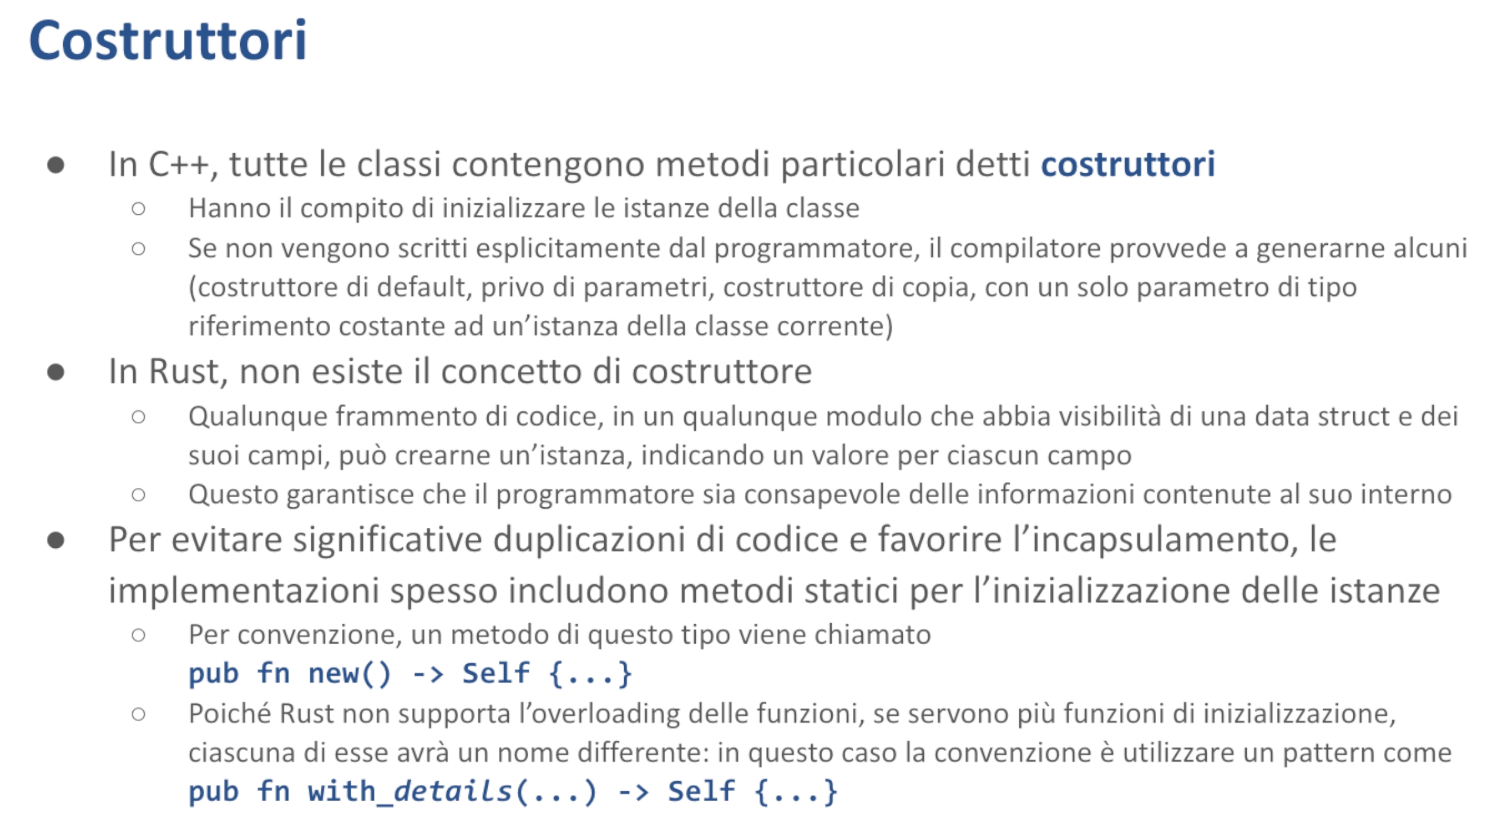 Costruttori
● In C++, tutte le classi contengono metodi particolari detti costruttori
○ Hanno il compito di inizializzare le istanze della classe
○ Se non vengono scritti esplicitamente dal programmatore, il compilatore provvede a generarne alcuni
(costruttore di default, privo di parametri, costruttore di copia, con un solo parametro di tipo
riferimento costante ad un’istanza della classe corrente)
● In Rust, non esiste il concetto di costruttore
○ Qualunque frammento di codice, in un qualunque modulo che abbia visibilità di una data struct e dei
suoi campi, può crearne un’istanza, indicando un valore per ciascun campo
○ Questo garantisce che il programmatore sia consapevole delle informazioni contenute al suo interno
● Per evitare significative duplicazioni di codice e favorire l’incapsulamento, le
implementazioni spesso includono metodi statici per l’inizializzazione delle istanze
○ Per convenzione, un metodo di questo tipo viene chiamato
pub fn new() -> Self {...}
○ Poiché Rust non supporta l’overloading delle funzioni, se servono più funzioni di inizializzazione,
ciascuna di esse avrà un nome differente: in questo caso la convenzione è utilizzare un pattern come
pub fn with_details(...) -> Self {...}